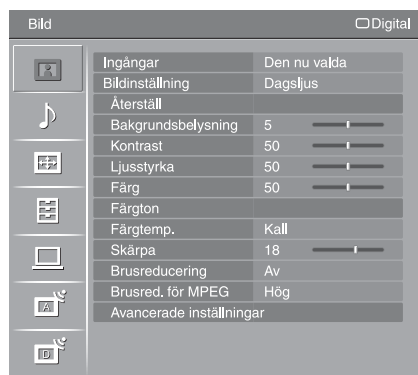 Bild Digital
Ingångar Den nu valda
Bildinställning Dagsljus
Återställ
Bakgrundsbelysning 5
Kontrast 50
Ljusstyrka 50
Färg 50
Färgton
Färgtemp. Kall
Skärpa 18
Brusreducering Av
Brusred. för MPEG Hög
Avancerade inställningar
A
D